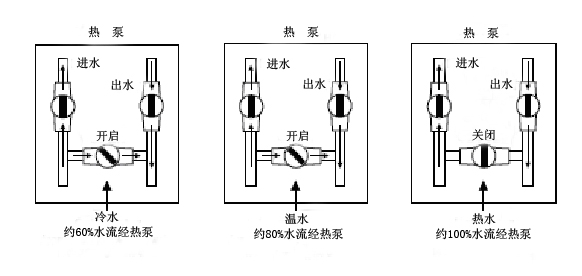 热 泵
进水
出水
开启
冷水
约60%水流经热泵
热 泵
进水
出水
开启
温水
约80%水流经热泵
热 泵
进水
出水
关闭
热水
约100%水流经热泵